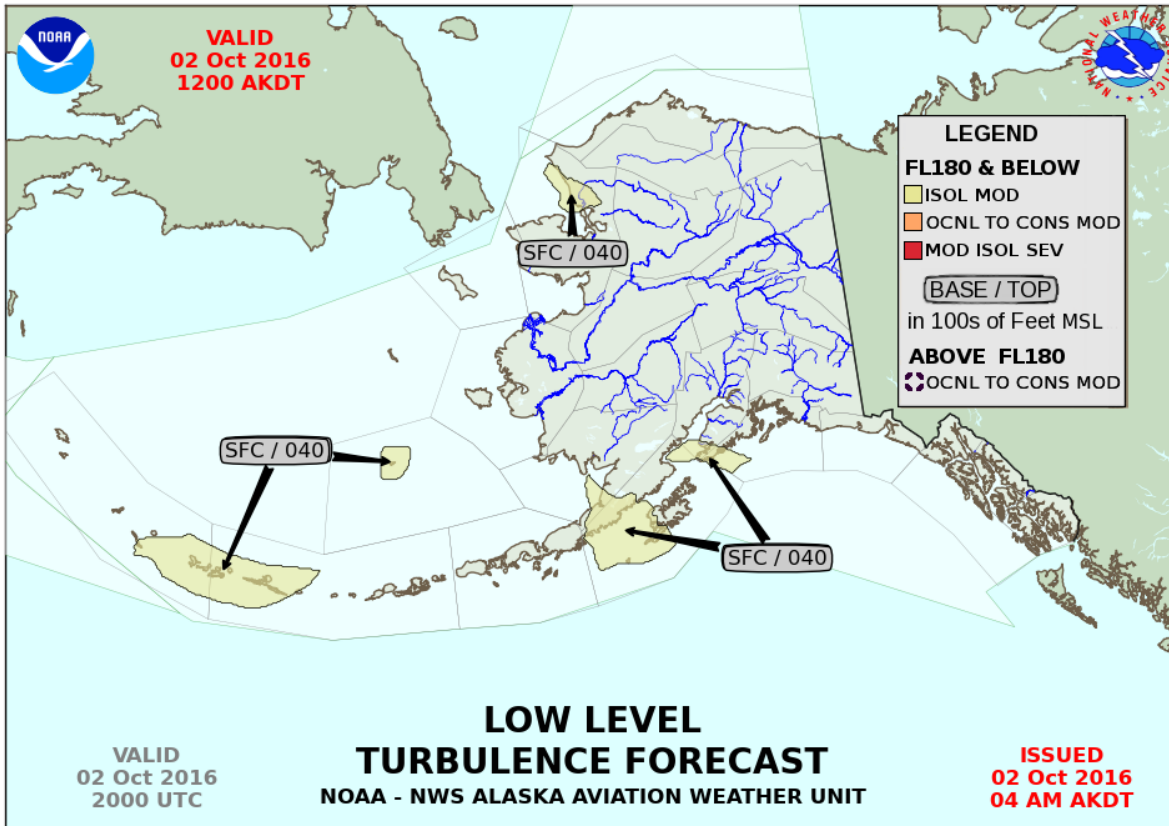 NOAA
VALID
02 Oct 2016
1200 AKDT
NATIONAL WEATHER SERVICE
LEGEND
FL180 & BELOW
ISOL MOD
OCNL TO CONS MOD
MOD ISOL SEV
BASE / TOP
in 100s of Feet MSL
ABOVE FL180
OCNL TO CONS MOD
SFC / 040
SFC / 040
SFC / 040
LOW LEVEL
TURBULENCE FORECAST
NOAA - NWS ALASKA AVIATION WEATHER UNIT
VALID
02 Oct 2016
2000 UTC
ISSUED
02 Oct 2016
04 AM AKDT